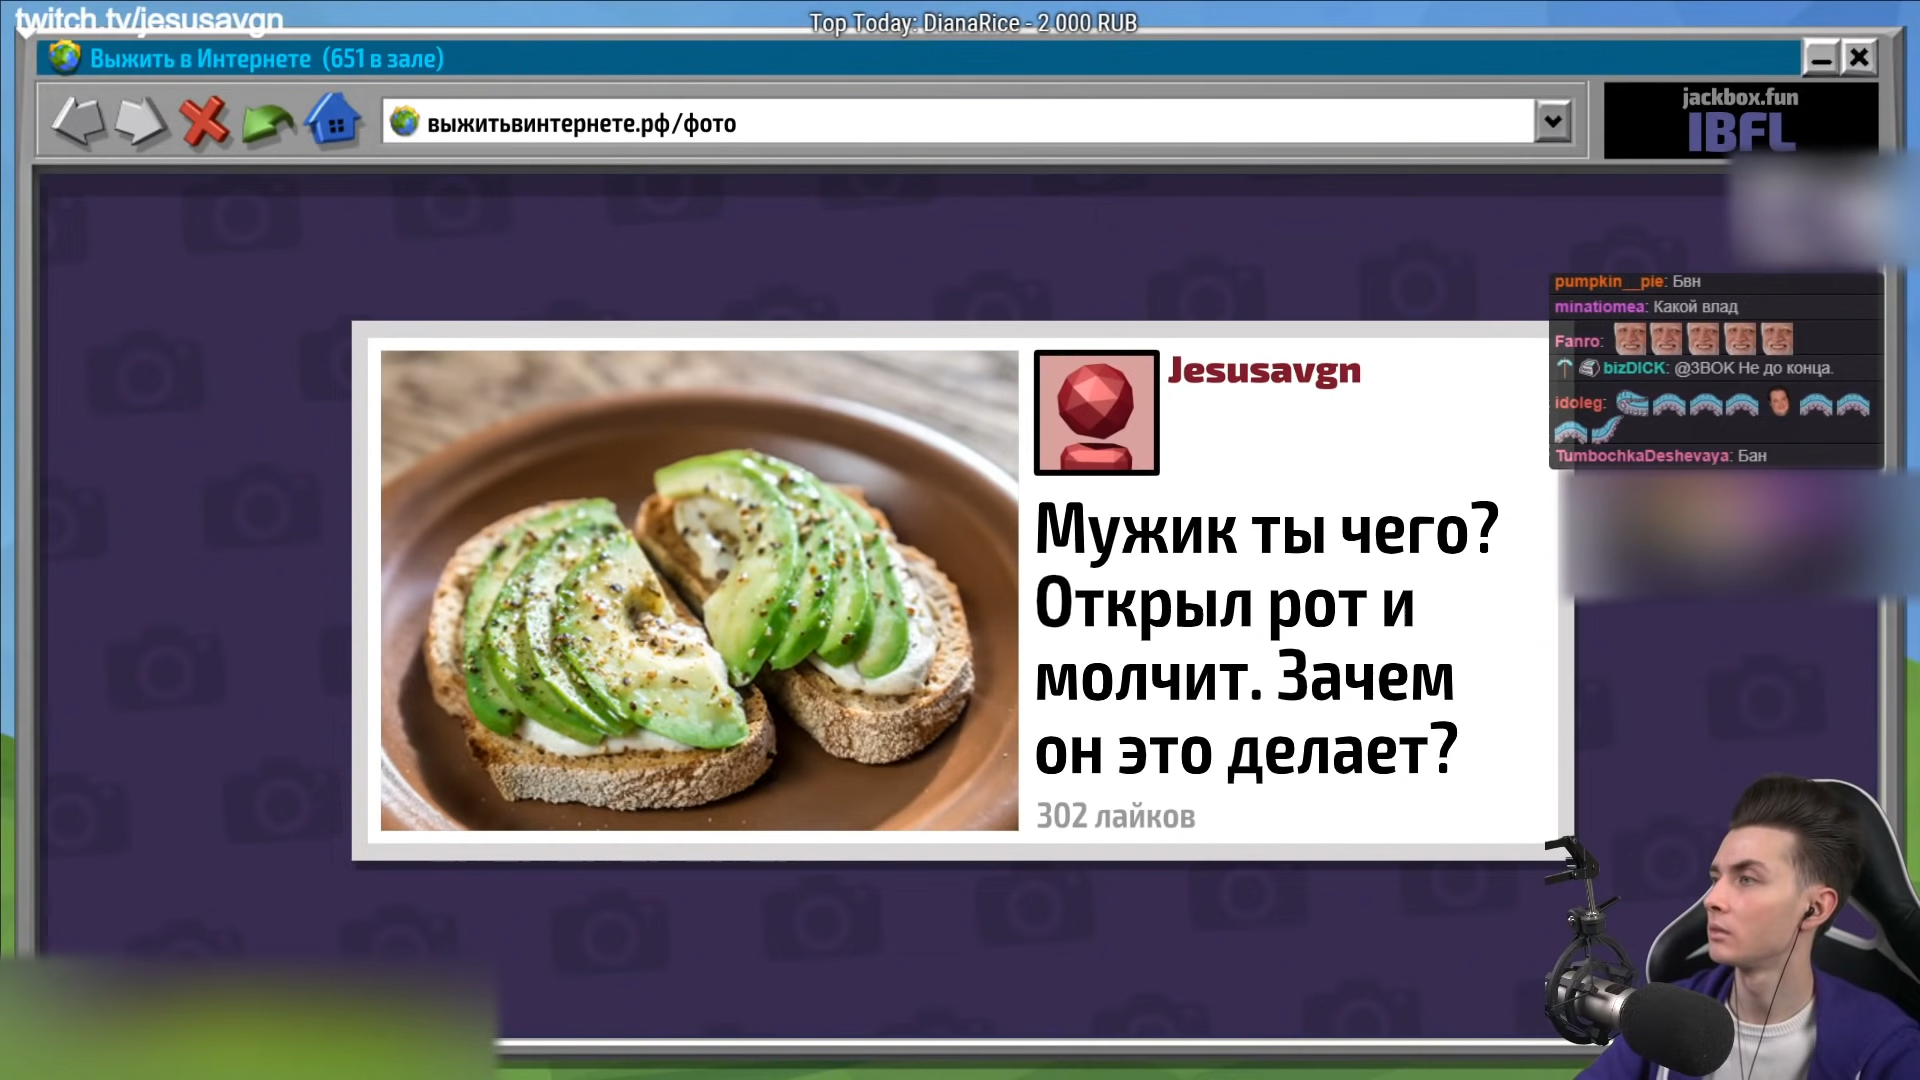 twitch.tv/jesusavgn
Top Today: DianaRice - 2 000 RUB
Выжить в Интернете (651 в зале)
выжитьвинтернете.рф/фото
jackbox.fun
IBFL
pumpkin__pie: Бвн
minatiomea: Какой влад
Fanro:
bizDICK: @3BOK Не до конца.
idoleg:
TumbochkaDeshevaya: Бан
Jesusavgn
Мужик ты чего?
Открыл рот и
молчит. Зачем
он это делает?
302 лайков